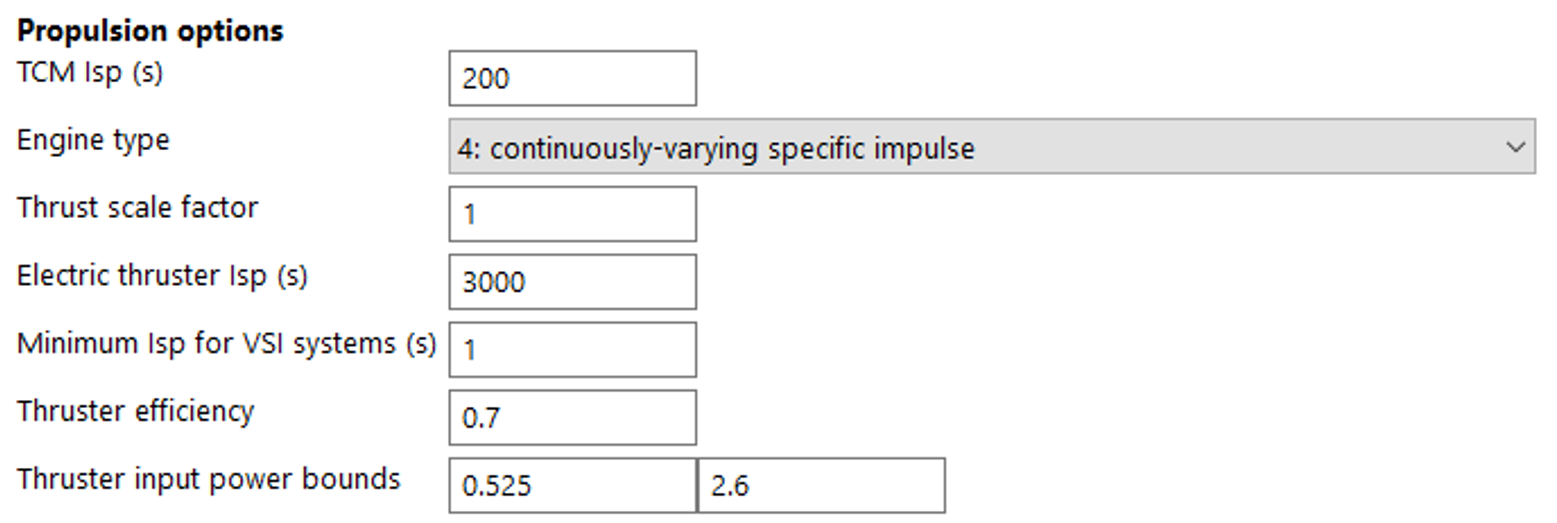 Propulsion options
TCM Isp (s) 200
Engine type 4: continuously-varying specific impulse
Thrust scale factor 1
Electric thruster Isp (s) 3000
Minimum Isp for VSI systems (s) 1
Thruster efficiency 0.7
Thruster input power bounds 0.525 2.6